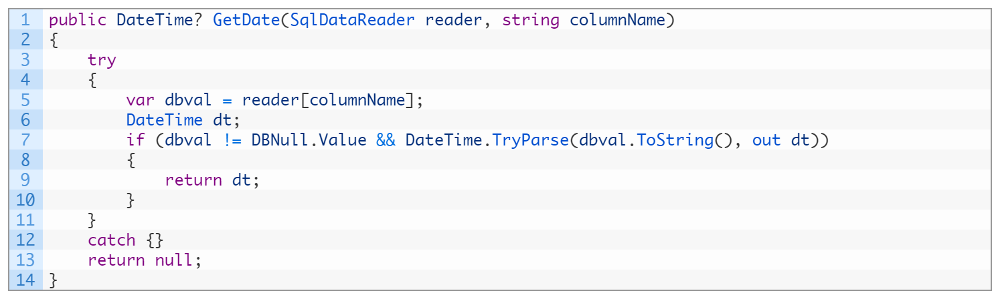 1 public DateTime? GetDate(SqlDataReader reader, string columnName)
2 {
3     try
4     {
5         var dbval = reader[columnName];
6         DateTime dt;
7         if (dbval != DBNull.Value && DateTime.TryParse(dbval.ToString(), out dt))
8         {
9             return dt;
10         }
11     }
12     catch {}
13     return null;
14 }